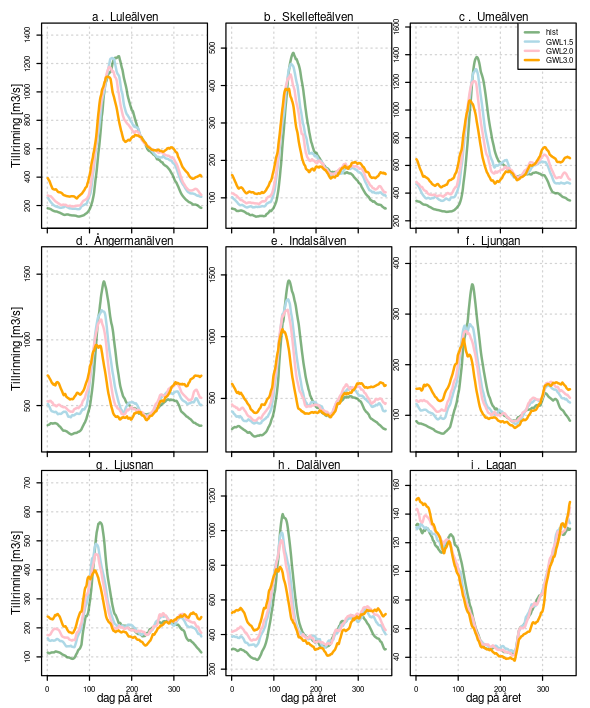 a . Luleälven
b . Skellefteälven
c . Umeälven
Tillrinning [m3/s]
200 400 600 800 1000 1200 1400
100 200 300 400 500
200 400 600 800 1000 1200 1400 1600
hist
GWL1.5
GWL2.0
GWL3.0
d . Ångermanälven
e . Indalsälven
f . Ljungan
Tillrinning [m3/s]
500 1000 1500
500 1000 1500
100 200 300 400
g . Ljusnan
h . Dalälven
i . Lagan
Tillrinning [m3/s]
100 200 300 400 500 600 700
200 400 600 800 1000 1200
40 60 80 100 120 140 160
0 100 200 300
0 100 200 300
0 100 200 300
dag på året
dag på året
dag på året